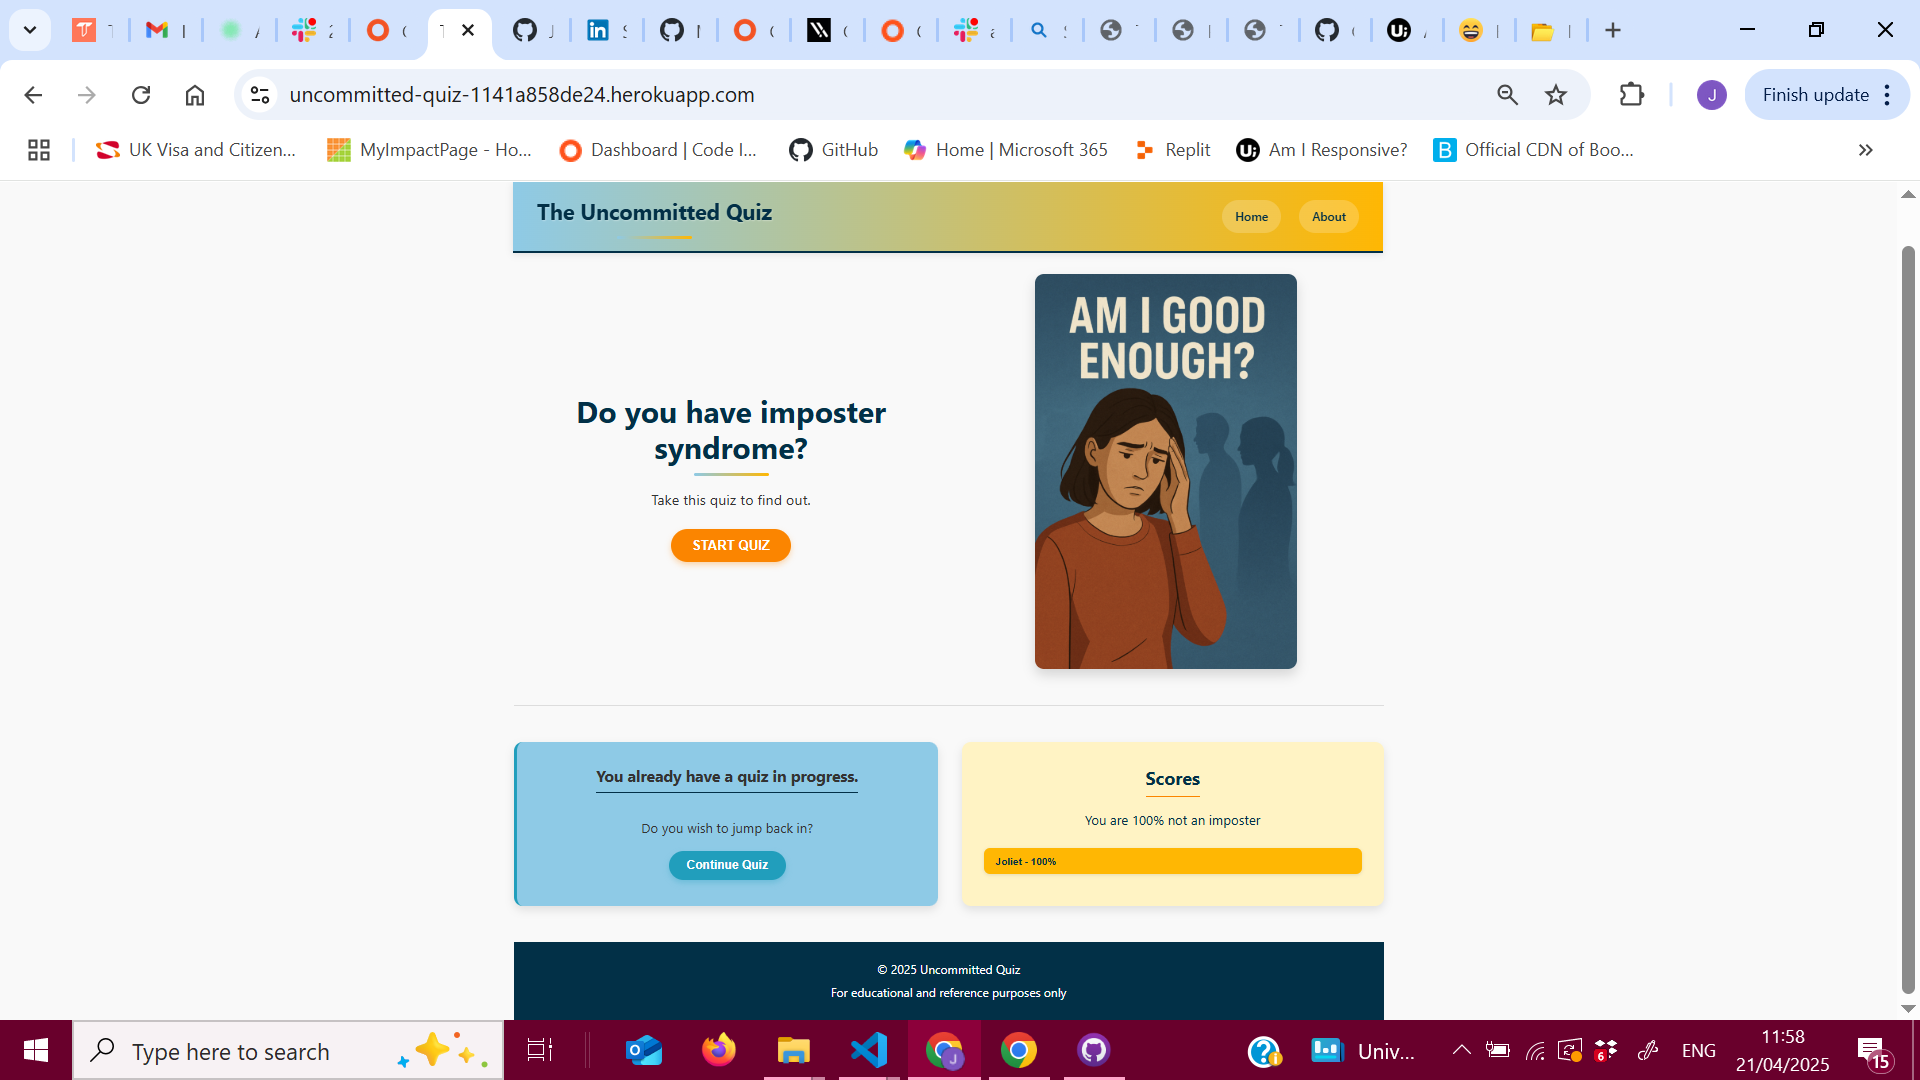 uncommitted-quiz-1141a858de24.herokuapp.com
J
Finish update
UK Visa and Citizen...
MyImpactPage - Ho...
Dashboard | Code I...
GitHub
Home | Microsoft 365
Replit
Am I Responsive?
B
Official CDN of Boo...
The Uncommitted Quiz
Home
About
AM I GOOD
ENOUGH?
Do you have imposter
syndrome?
Take this quiz to find out.
START QUIZ
You already have a quiz in progress.
Do you wish to jump back in?
Continue Quiz
Scores
You are 100% not an imposter
Joliet - 100%
© 2025 Uncommitted Quiz
For educational and reference purposes only
Type here to search
Univ...
6
ENG
11:58
21/04/2025
15